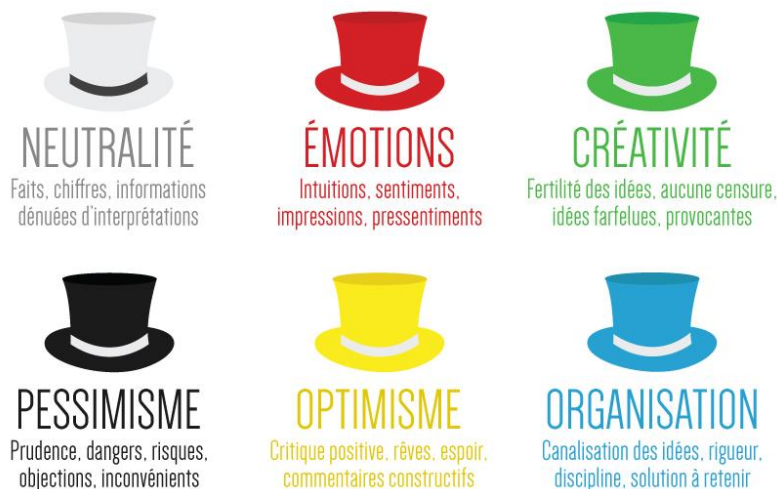 NEUTRALITÉ
Faits, chiffres, informations
dénuées d'interprétations
ÉMOTIONS
Intuitions, sentiments,
impressions, pressentiments
CRÉATIVITÉ
Fertilité des idées, aucune censure,
idées farfelues, provocantes
PESSIMISME
Prudence, dangers, risques,
objections, inconvénients
OPTIMISME
Critique positive, rêves, espoir,
commentaires constructifs
ORGANISATION
Canalisation des idées, rigueur,
discipline, solution à retenir